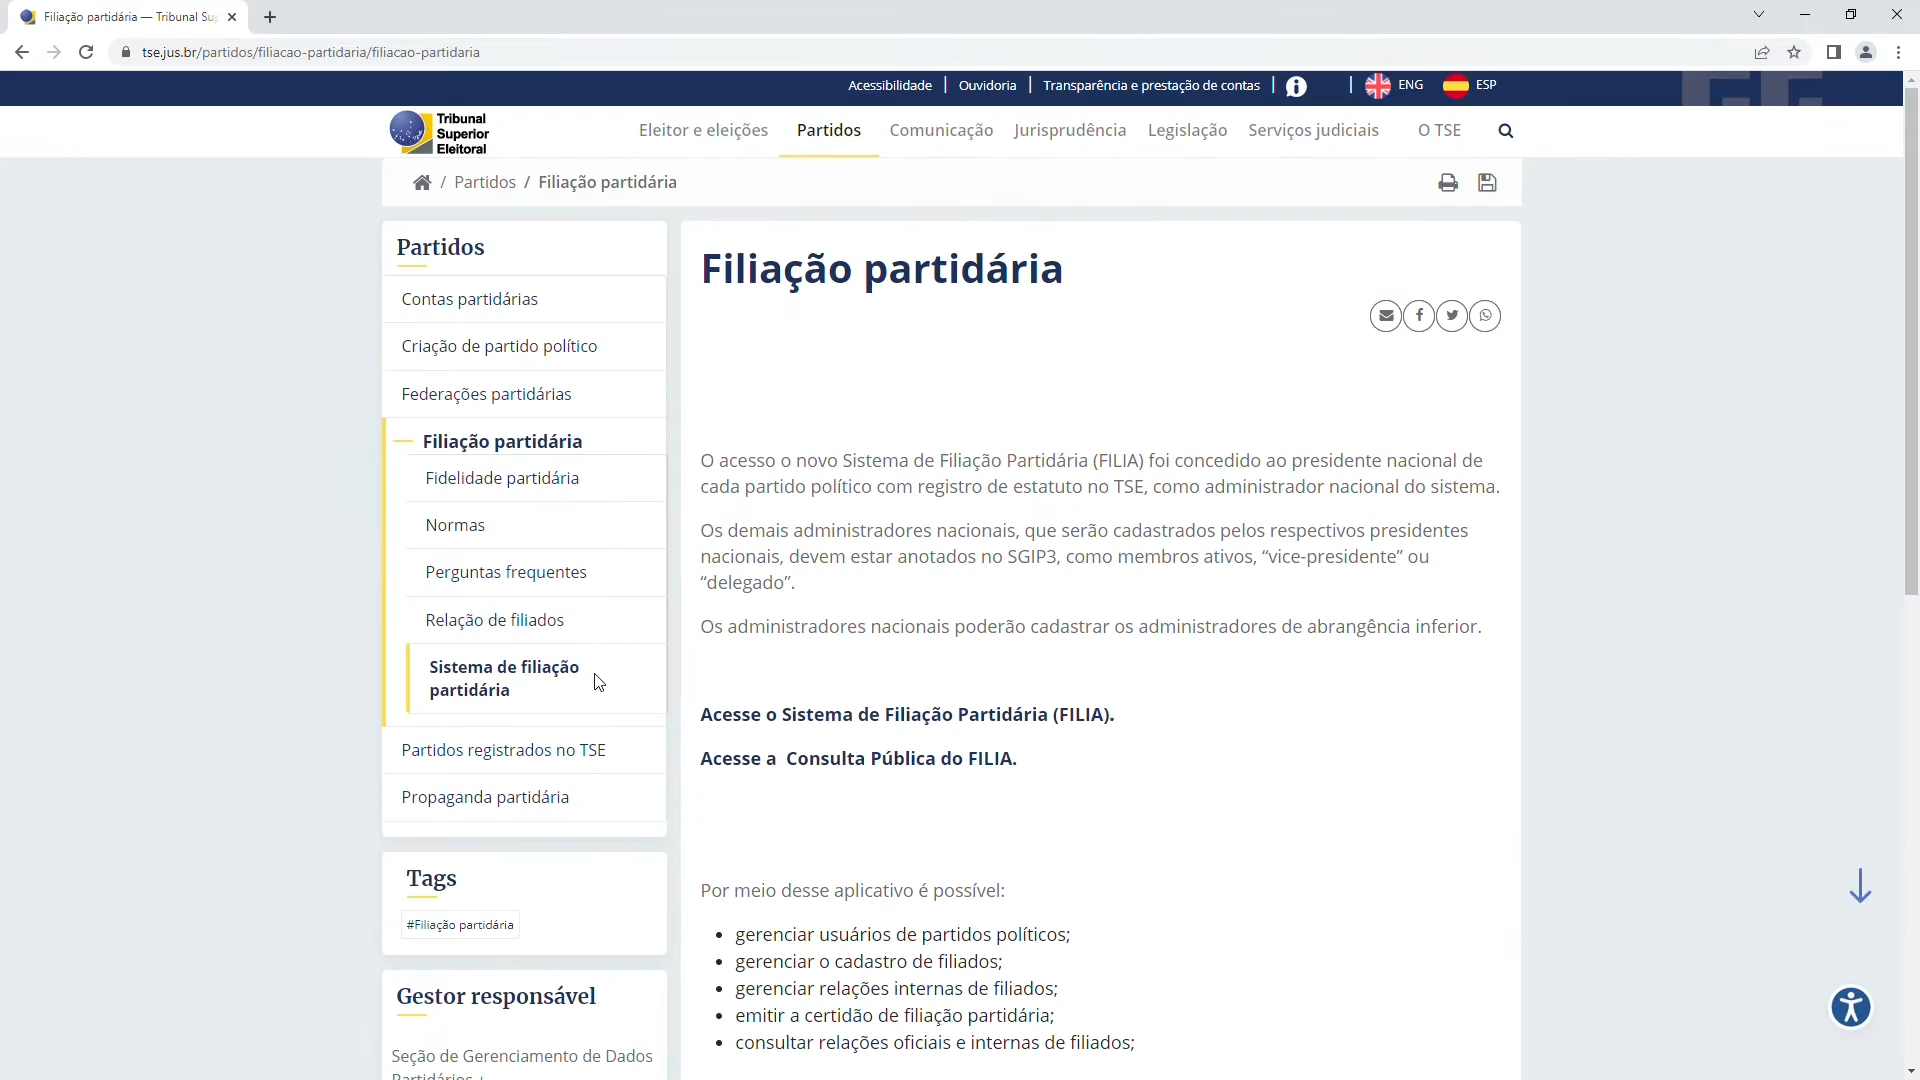 Filiação partidária — Tribunal Su
tse.jus.br/partidos/filiacao-partidaria/filiacao-partidaria
Acessibilidade | Ouvidoria | Transparência e prestação de contas | | ENG ESP
Tribunal
Superior
Eleitoral
Eleitor e eleições Partidos Comunicação Jurisprudência Legislação Serviços judiciais O TSE
/ Partidos / Filiação partidária
Partidos
Contas partidárias
Criação de partido político
Federações partidárias
Filiação partidária
Fidelidade partidária
Normas
Perguntas frequentes
Relação de filiados
Sistema de filiação
partidária
Partidos registrados no TSE
Propaganda partidária
Tags
#Filiação partidária
Gestor responsável
Seção de Gerenciamento de Dados
Partidários
Filiação partidária
O acesso o novo Sistema de Filiação Partidária (FILIA) foi concedido ao presidente nacional de
cada partido político com registro de estatuto no TSE, como administrador nacional do sistema.
Os demais administradores nacionais, que serão cadastrados pelos respectivos presidentes
nacionais, devem estar anotados no SGIP3, como membros ativos, “vice-presidente” ou
“delegado”.
Os administradores nacionais poderão cadastrar os administradores de abrangência inferior.
Acesse o Sistema de Filiação Partidária (FILIA).
Acesse a Consulta Pública do FILIA.
Por meio desse aplicativo é possível:
• gerenciar usuários de partidos políticos;
• gerenciar o cadastro de filiados;
• gerenciar relações internas de filiados;
• emitir a certidão de filiação partidária;
• consultar relações oficiais e internas de filiados;